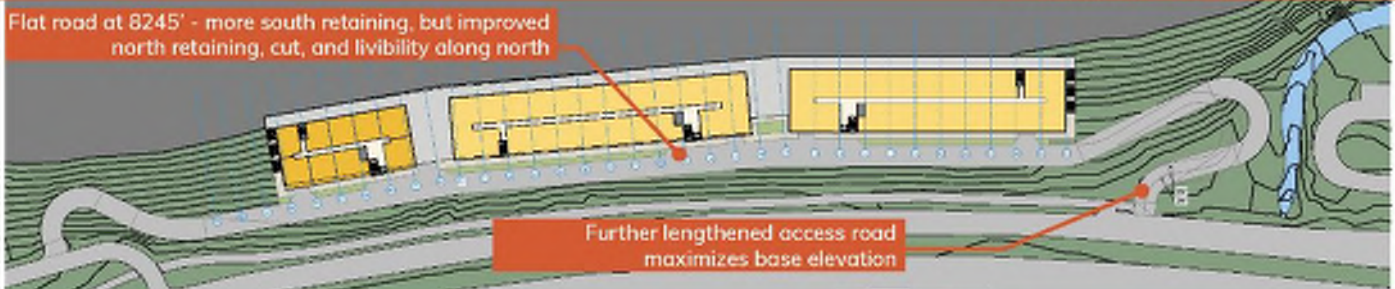 Flat road at 8245' - more south retaining, but improved
north retaining, cut, and livibility along north
Further lengthened access road
maximizes base elevation